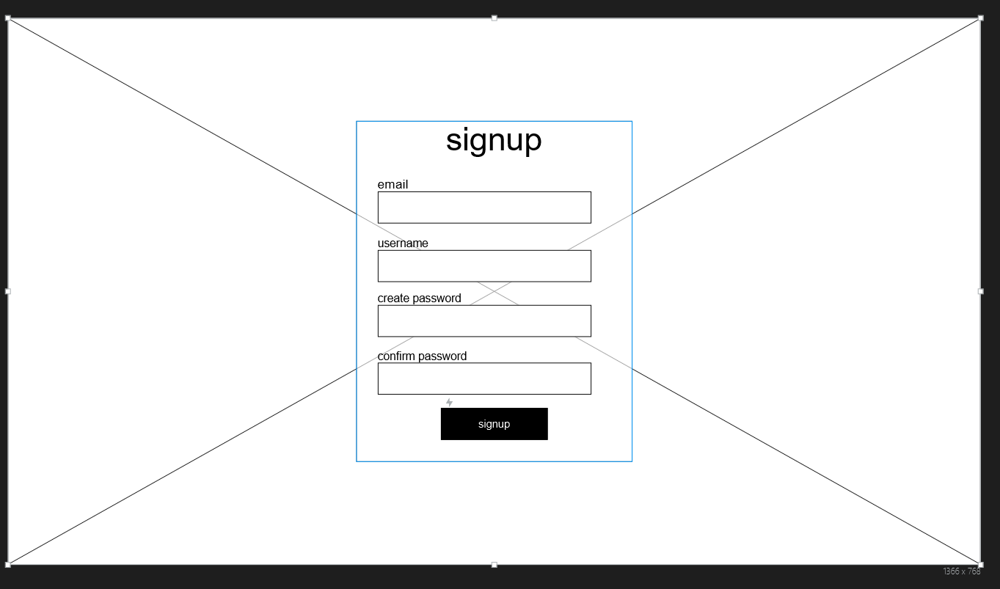 signup
email
username
create password
confirm password
signup
1366 x 768